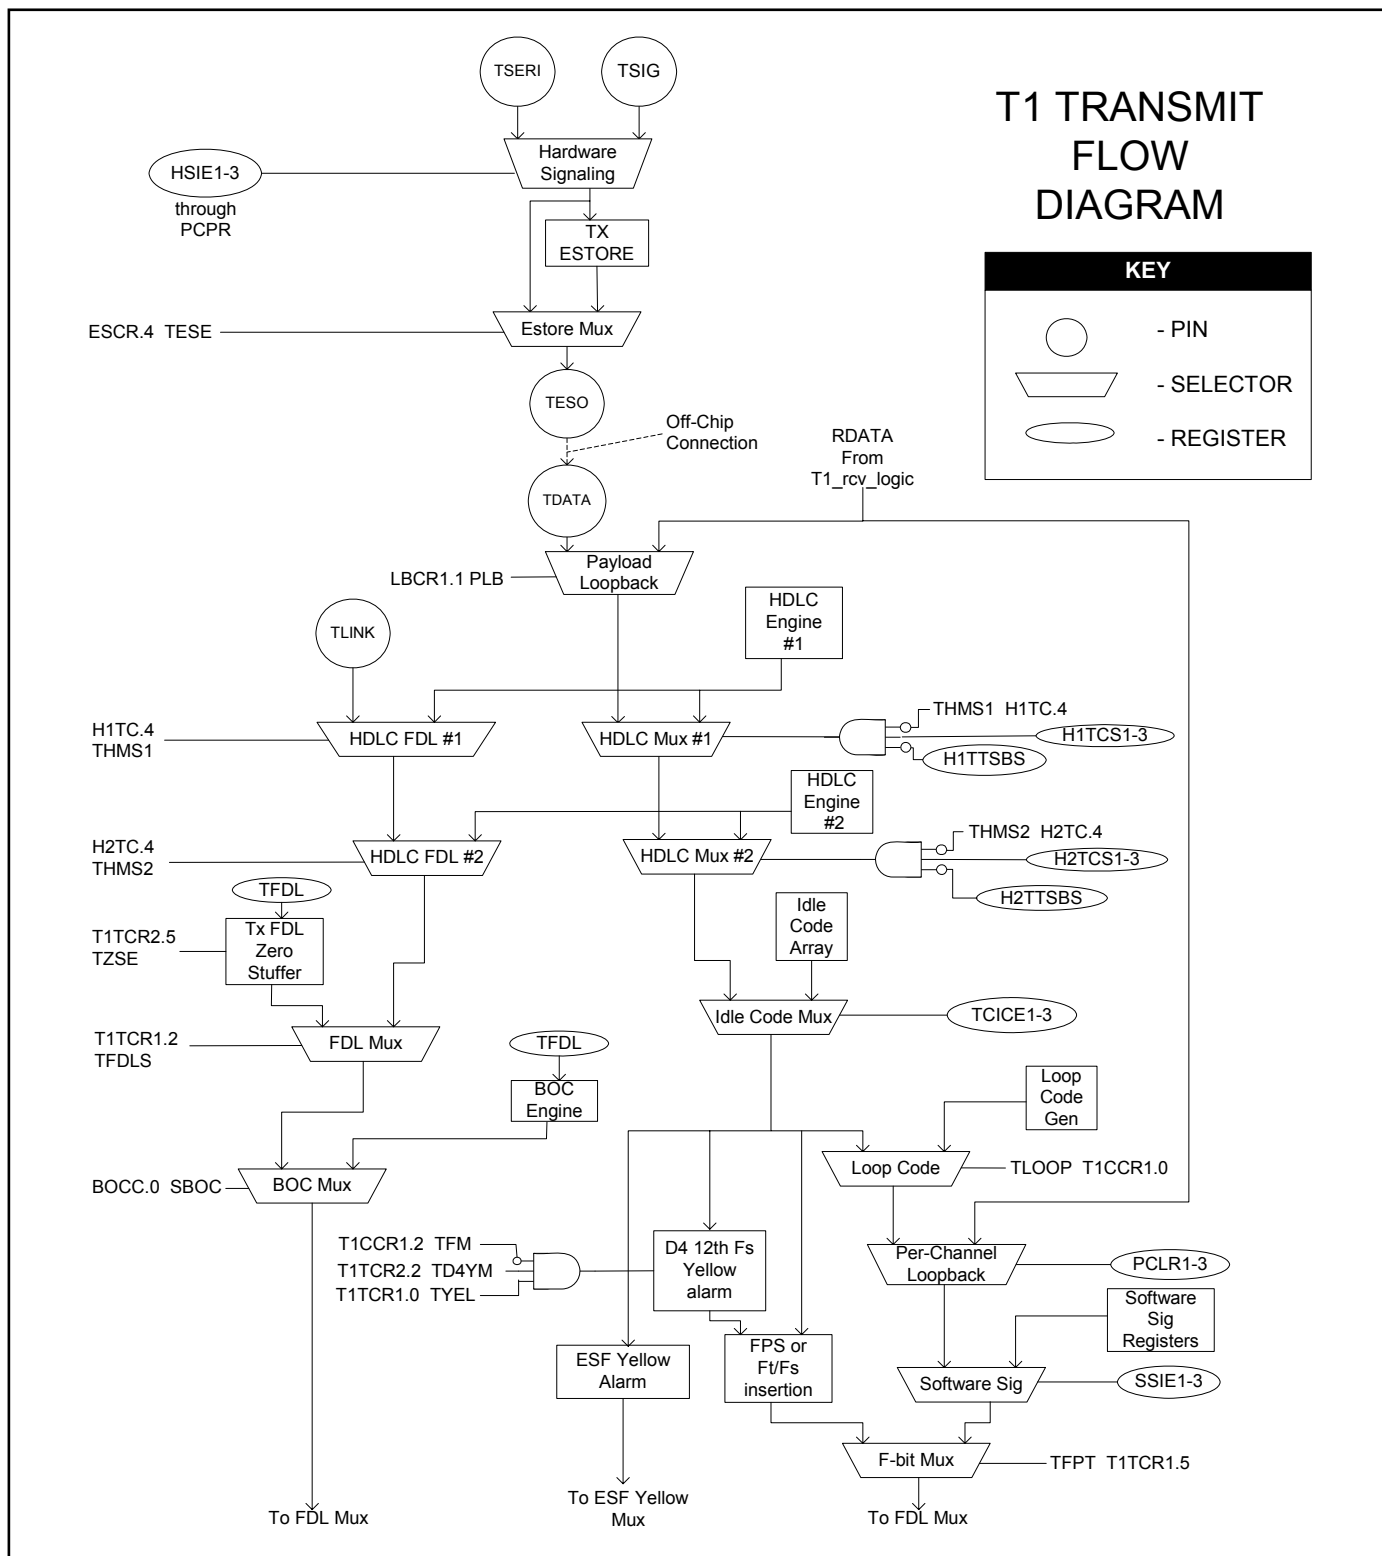 T1 TRANSMIT
FLOW
DIAGRAM
KEY
- PIN
- SELECTOR
- REGISTER
TSERI
TSIG
Hardware
Signaling
HSIE1-3
through
PCPR
TX
ESTORE
ESCR.4 TESE
Estore Mux
TESO
Off-Chip
Connection
RDATA
From
T1_rcv_logic
TDATA
LBCR1.1 PLB
Payload
Loopback
HDLC
Engine
#1
TLINK
H1TC.4
THMS1
HDLC FDL #1
HDLC Mux #1
THMS1 H1TC.4
H1TCS1-3
H1TTSBS
HDLC
Engine
#2
H2TC.4
THMS2
HDLC FDL #2
HDLC Mux #2
THMS2 H2TC.4
H2TCS1-3
H2TTSBS
TFDL
T1TCR2.5
TZSE
Tx FDL
Zero
Stuffer
Idle
Code
Array
Idle Code Mux
TCICE1-3
T1TCR1.2
TFDLS
FDL Mux
TFDL
BOC
Engine
Loop
Code
Gen
BOCC.0 SBOC
BOC Mux
Loop Code
TLOOP T1CCR1.0
T1CCR1.2 TFM
T1TCR2.2 TD4YM
T1TCR1.0 TYEL
D4 12th Fs
Yellow
alarm
Per-Channel
Loopback
PCLR1-3
Software
Sig
Registers
ESF Yellow
Alarm
FPS or
Ft/Fs
insertion
Software Sig
SSIE1-3
F-bit Mux
TFPT T1TCR1.5
To FDL Mux
To ESF Yellow
Mux
To FDL Mux